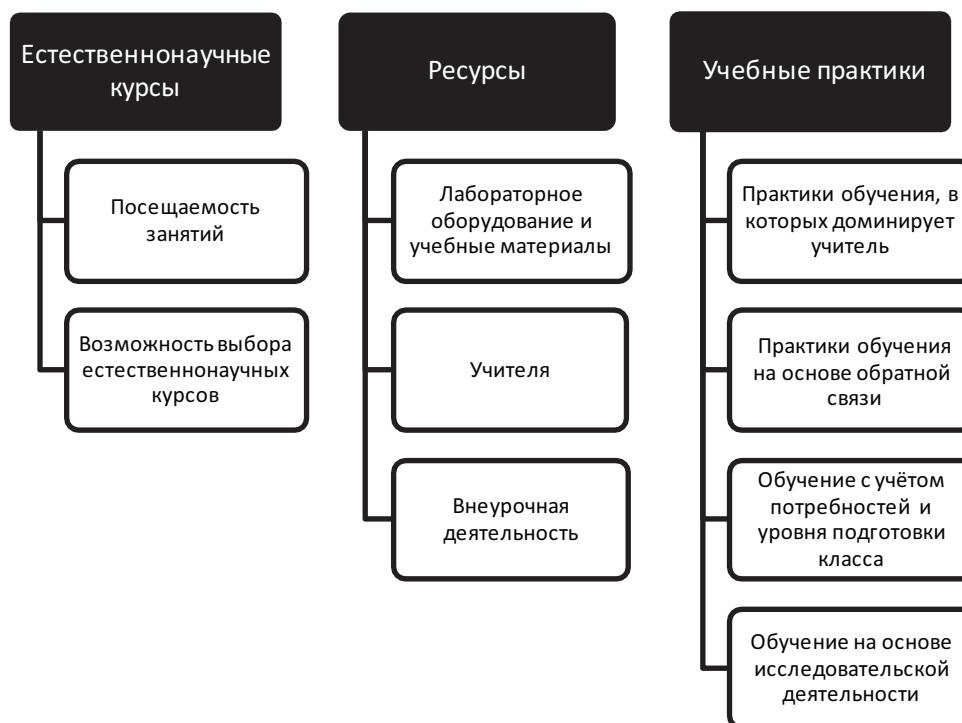 Естественнонаучные
курсы
Посещаемость
занятий
Возможность выбора
естественнонаучных
курсов
Ресурсы
Лабораторное
оборудование и
учебные материалы
Учителя
Внеурочная
деятельность
Учебные практики
Практики обучения, в
которых доминирует
учитель
Практики обучения
на основе обратной
связи
Обучение с учётом
потребностей и
уровня подготовки
класса
Обучение на основе
исследовательской
деятельности